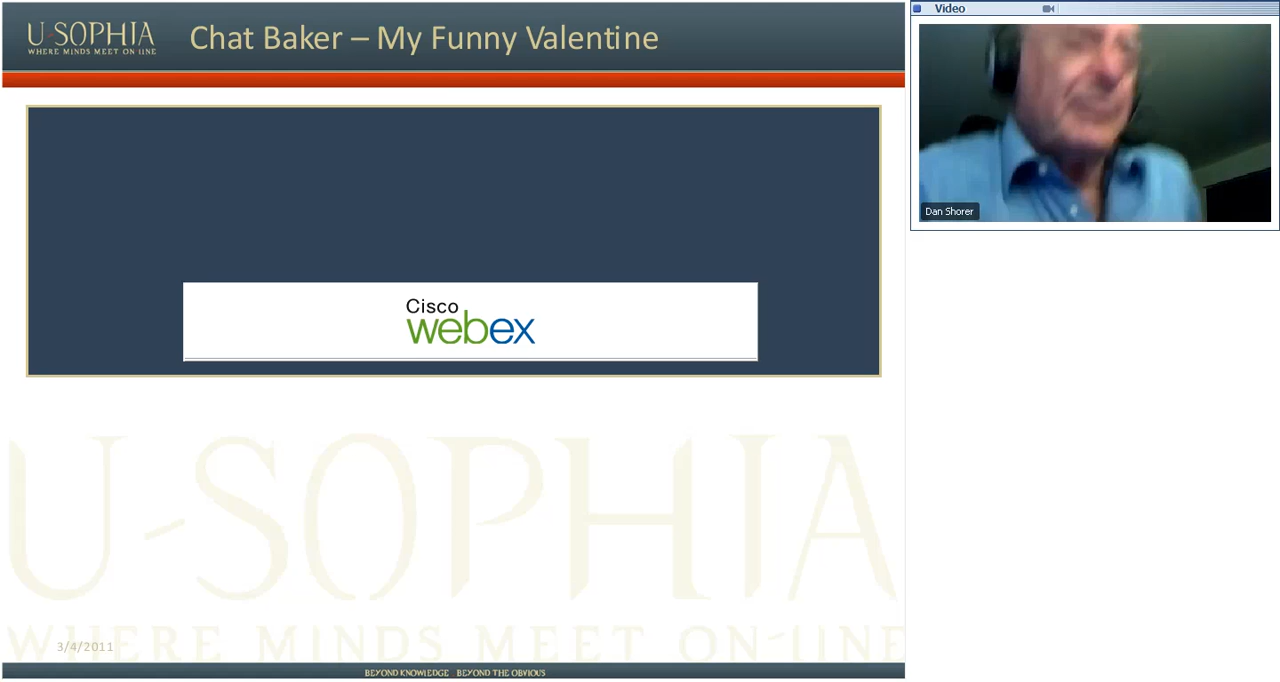 U-SOPHIA
WHERE MINDS MEET ON-LINE
Chat Baker – My Funny Valentine
Video
Dan Shorer
Cisco
webex
U-SOPHIA
WHERE MINDS MEET ON-LINE
3/4/2011
BEYOND KNOWLEDGE BEYOND THE OBVIOUS